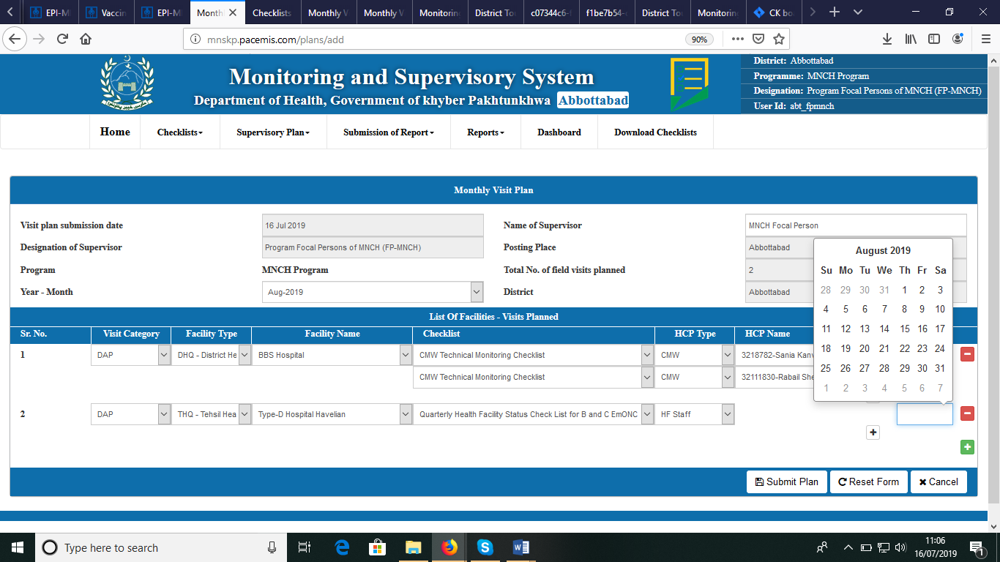 EPI-M
Vaccin
EPI-M
Month
Checklists
Monthly V
Monthly V
Monitorin
District To
c07344c6-
f1be7b54-
District To
Monitorin
CK bo
mnskp.pacemis.com/plans/add
90%
Monitoring and Supervisory System
Department of Health, Government of khyber Pakhtunkhwa Abbottabad
District: Abbottabad
Programme: MNCH Program
Designation: Program Focal Persons of MNCH (FP-MNCH)
User Id: abt_fpmnch
Home Checklists Supervisory Plan Submission of Report Reports Dashboard Download Checklists
Monthly Visit Plan
Visit plan submission date 16 Jul 2019 Name of Supervisor MNCH Focal Person
Designation of Supervisor Program Focal Persons of MNCH (FP-MNCH) Posting Place Abbottabad
Program MNCH Program Total No. of field visits planned 2
Year - Month Aug-2019 District Abbottabad
August 2019
Su Mo Tu We Th Fr Sa
28 29 30 31 1 2 3
4 5 6 7 8 9 10
11 12 13 14 15 16 17
18 19 20 21 22 23 24
25 26 27 28 29 30 31
1 2 3 4 5 6 7
List Of Facilities - Visits Planned
Sr. No. Visit Category Facility Type Facility Name Checklist HCP Type HCP Name
1 DAP DHQ - District He BBS Hospital CMW Technical Monitoring Checklist CMW 3218782-Sania Kanv
CMW Technical Monitoring Checklist CMW 32111830-Rabail She
2 DAP THQ - Tehsil Hea Type-D Hospital Havelian Quarterly Health Facility Status Check List for B and C EmONC HF Staff
Submit Plan Reset Form Cancel
Type here to search
11:06
16/07/2019
1